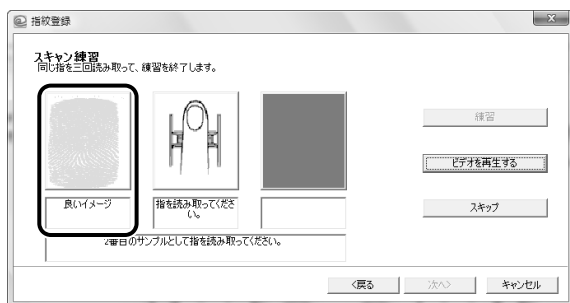 指紋登録
スキャン練習
同じ指を三回読み取って、練習を終了します。
良いイメージ
指を読み取ってくださ
い。
2番目のサンプルとして指を読み取ってください。
練習
ビデオを再生する
スキップ
<戻る
次へ>
キャンセル